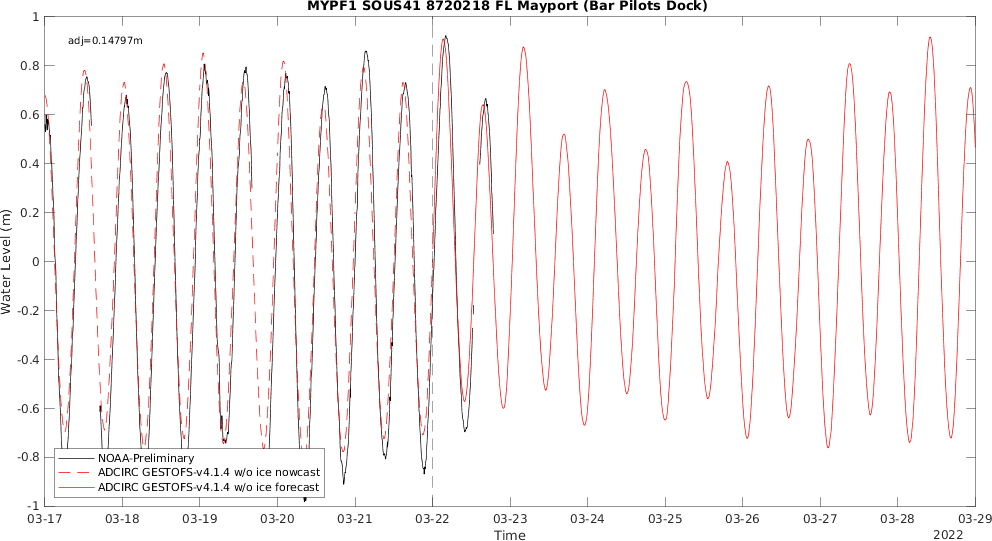 MYPF1 SOUS41 8720218 FL Mayport (Bar Pilots Dock)
adj=0.14797m
Water Level (m)
1
0.8
0.6
0.4
0.2
0
-0.2
-0.4
-0.6
-0.8
-1
NOAA-Preliminary
ADCIRC GESTOFS-v4.1.4 w/o ice nowcast
ADCIRC GESTOFS-v4.1.4 w/o ice forecast
03-17 03-18 03-19 03-20 03-21 03-22 03-23 03-24 03-25 03-26 03-27 03-28 03-29
Time
2022